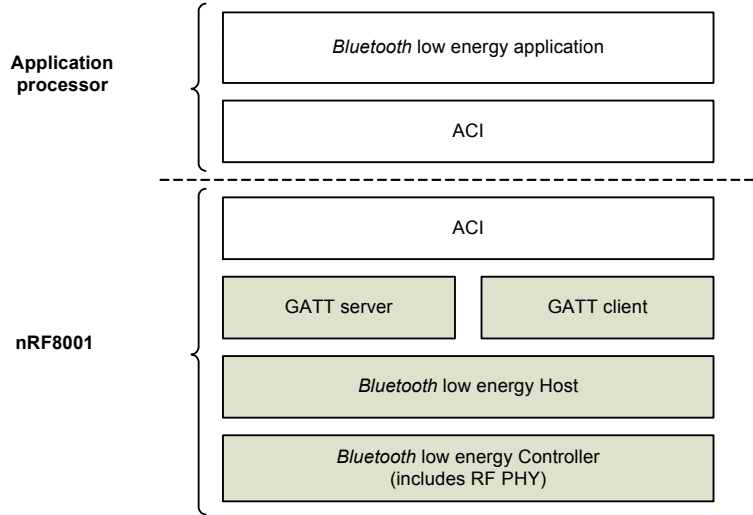 Application
processor
Bluetooth low energy application
ACI
nRF8001
ACI
GATT server
GATT client
Bluetooth low energy Host
Bluetooth low energy Controller
(includes RF PHY)